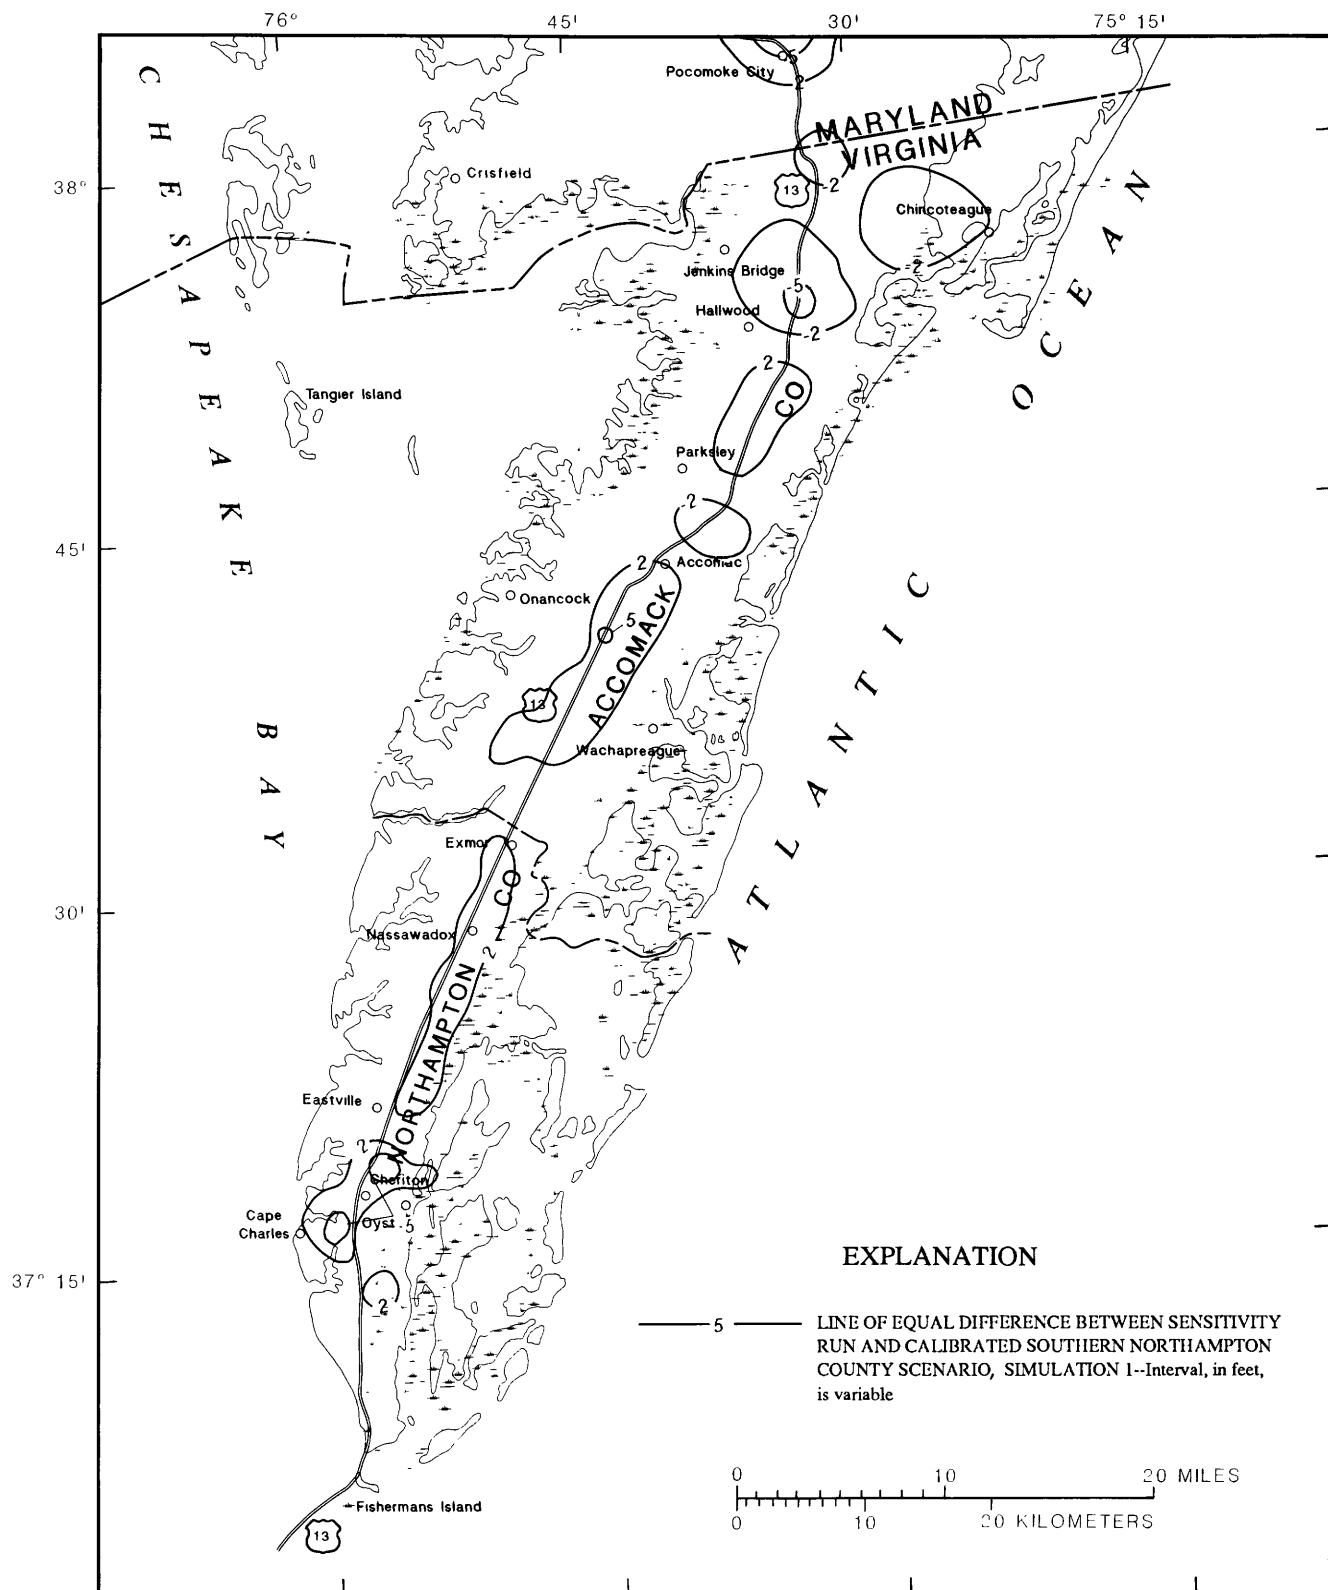 76° 45' 30' 75° 15'
Pocomoke City
5
2
MARYLAND
VIRGINIA
CHESAPEAKE BAY
38°
Crisfield
13
-2
Chincoteague
2
Jenkins Bridge
-5
Hallwood
-2
2
CO
Tangier Island
Parksley
-2
45'
2
Accomac
Onancock
5
ACCOMACK
13
Wachapreague
ATLANTIC OCEAN
Exmor
CO
30'
Nassawadox
2
NORTHAMPTON
Eastville
2
Cheriton
Cape
Charles
Oyst
5
37° 15'
2
EXPLANATION
5 LINE OF EQUAL DIFFERENCE BETWEEN SENSITIVITY
RUN AND CALIBRATED SOUTHERN NORTHAMPTON
COUNTY SCENARIO, SIMULATION 1--Interval, in feet,
is variable
0 10 20 MILES
0 10 20 KILOMETERS
Fishermans Island
13